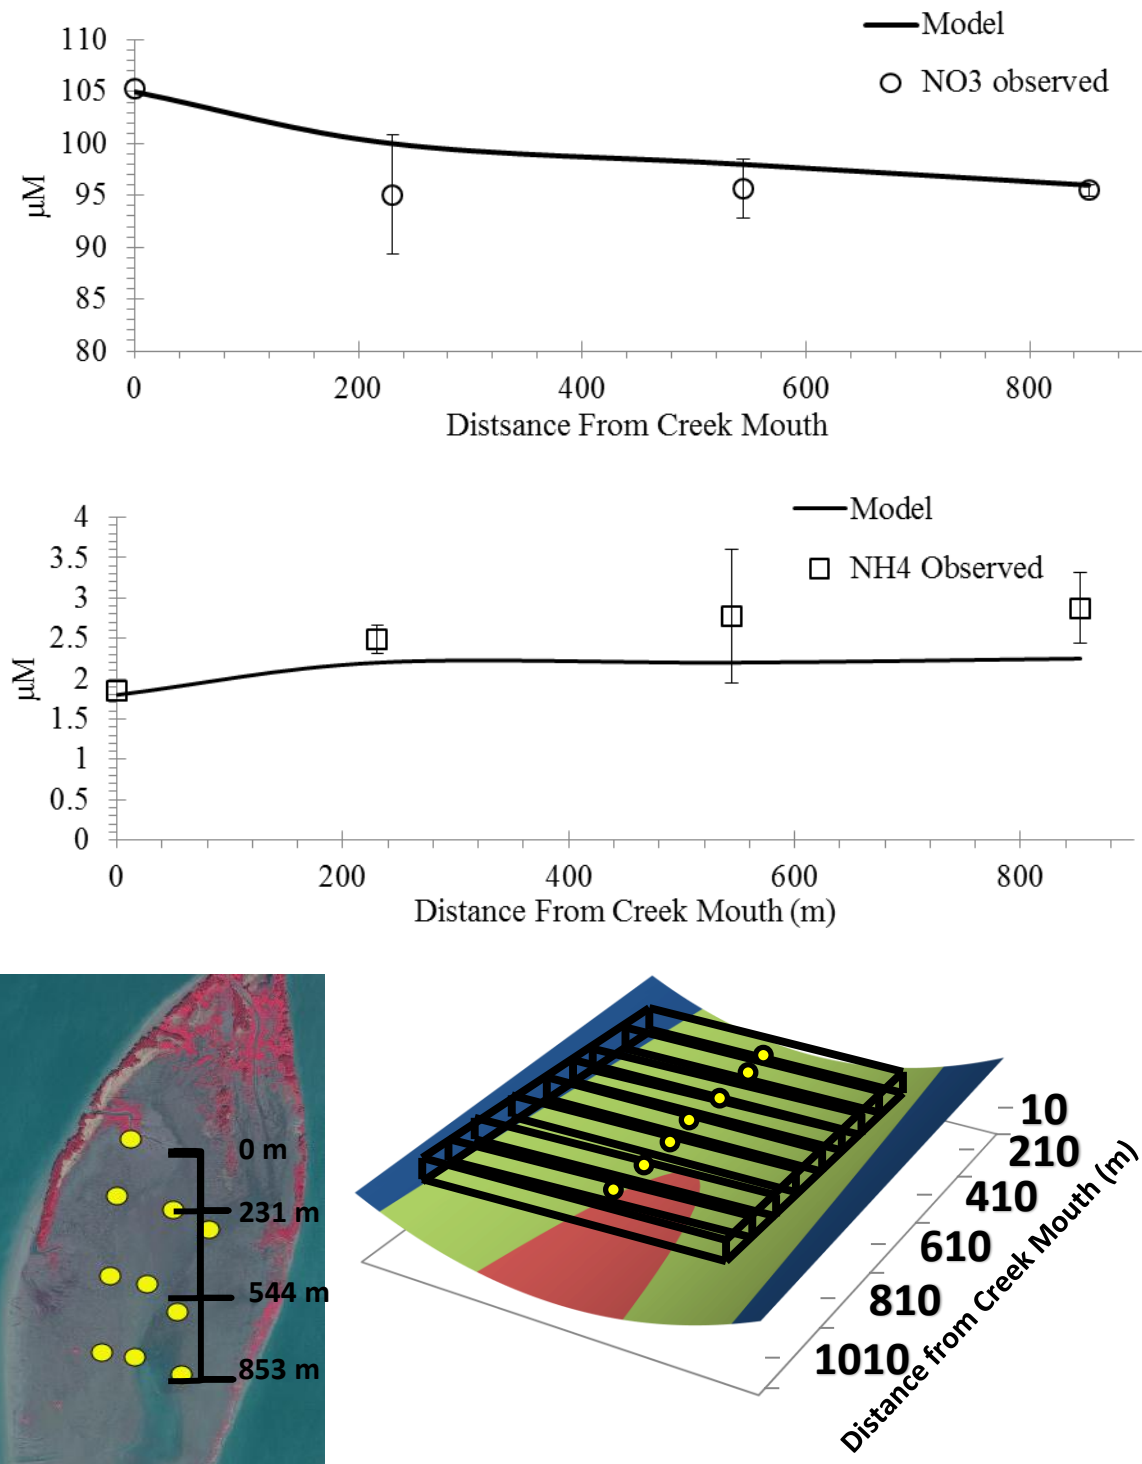 Model
NO3 observed
110
105
100
95
90
85
80
µM
0 200 400 600 800
Distsance From Creek Mouth
Model
NH4 Observed
4
3.5
3
2.5
2
1.5
1
0.5
0
µM
0 200 400 600 800
Distance From Creek Mouth (m)
0 m
231 m
544 m
853 m
10
210
410
610
810
1010
Distance from Creek Mouth (m)